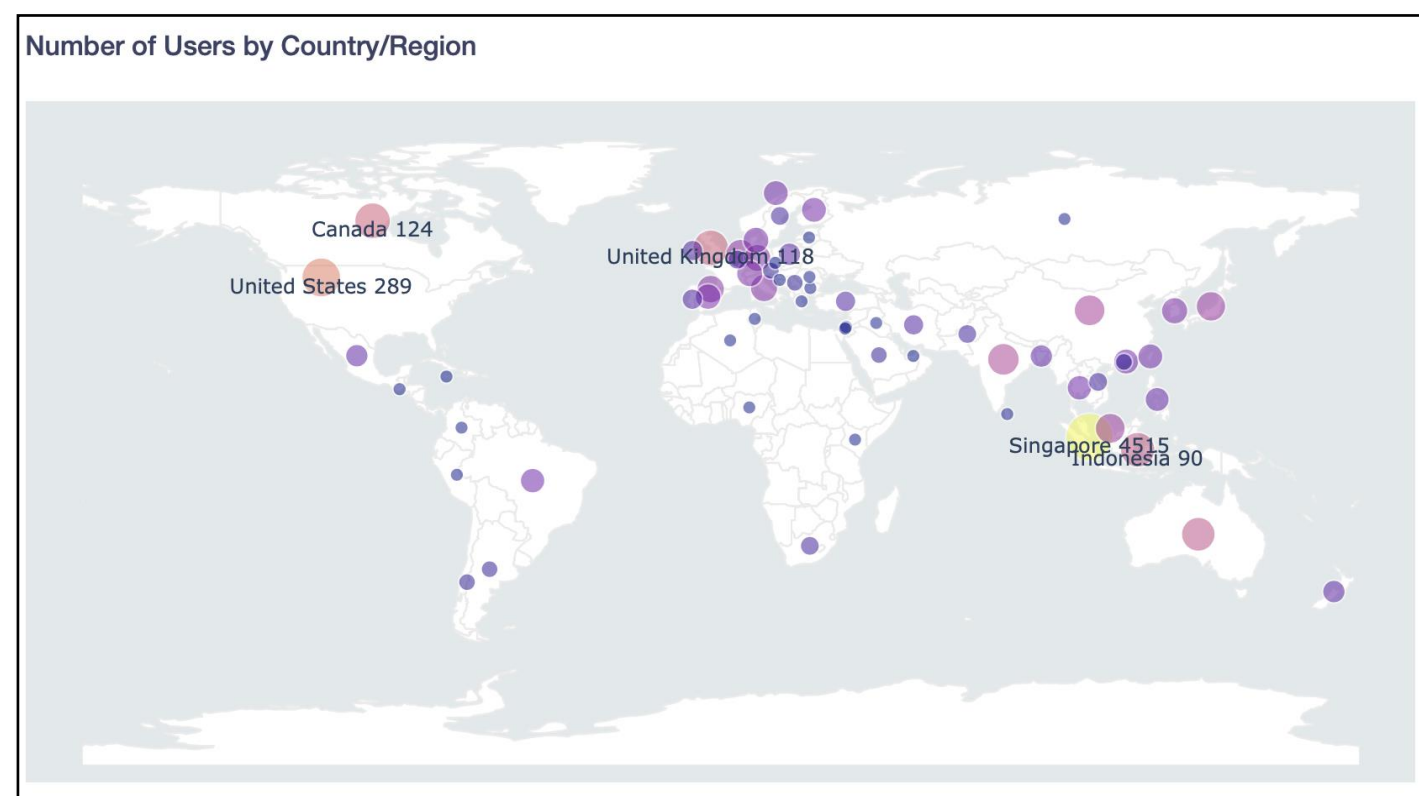 Number of Users by Country/Region
Canada 124
United Kingdom 118
United States 289
Singapore 4515
Indonesia 90